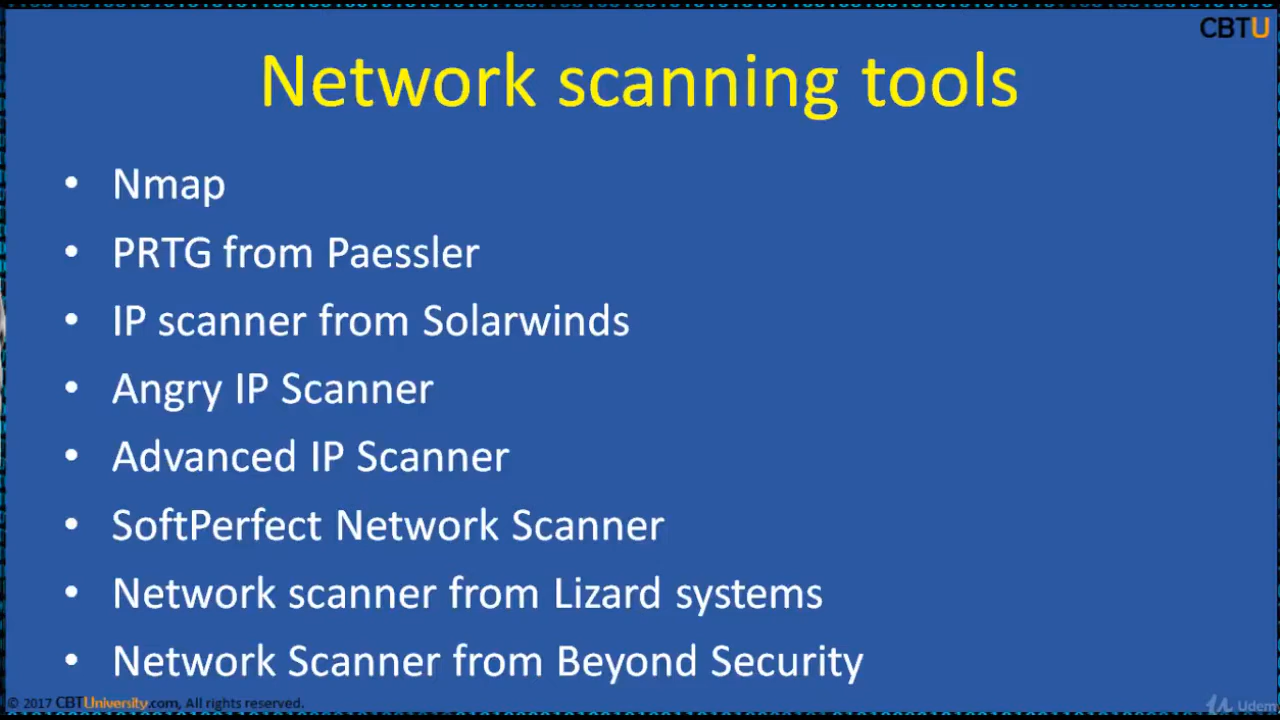 CBTU
Network scanning tools
• Nmap
• PRTG from Paessler
• IP scanner from Solarwinds
• Angry IP Scanner
• Advanced IP Scanner
• SoftPerfect Network Scanner
• Network scanner from Lizard systems
• Network Scanner from Beyond Security
© 2017 CBTUniversity.com, All rights reserved.
Udem